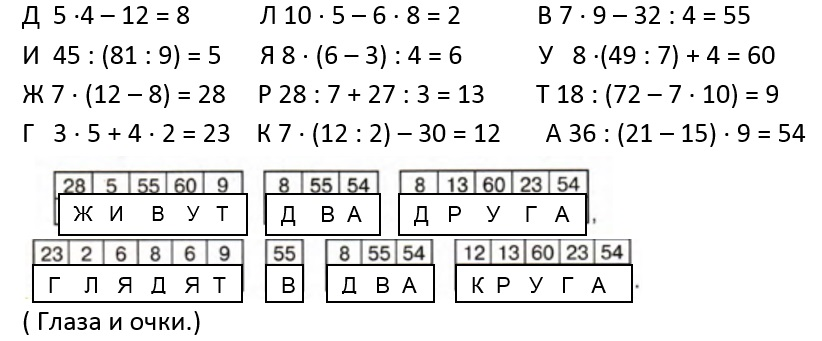 Д 5 ·4 – 12 = 8 Л 10 · 5 – 6 · 8 = 2 В 7 · 9 – 32 : 4 = 55
И 45 : (81 : 9) = 5 Я 8 · (6 – 3) : 4 = 6 У 8 ·(49 : 7) + 4 = 60
Ж 7 · (12 – 8) = 28 Р 28 : 7 + 27 : 3 = 13 Т 18 : (72 – 7 · 10) = 9
Г 3 · 5 + 4 · 2 = 23 К 7 · (12 : 2) – 30 = 12 А 36 : (21 – 15) · 9 = 54
28 5 55 60 9 8 55 54 8 13 60 23 54
Ж И В У Т Д В А Д Р У Г А ,
23 2 6 8 6 9 55 8 55 54 12 13 60 23 54
Г Л Я Д Я Т В Д В А К Р У Г А .
( Глаза и очки.)